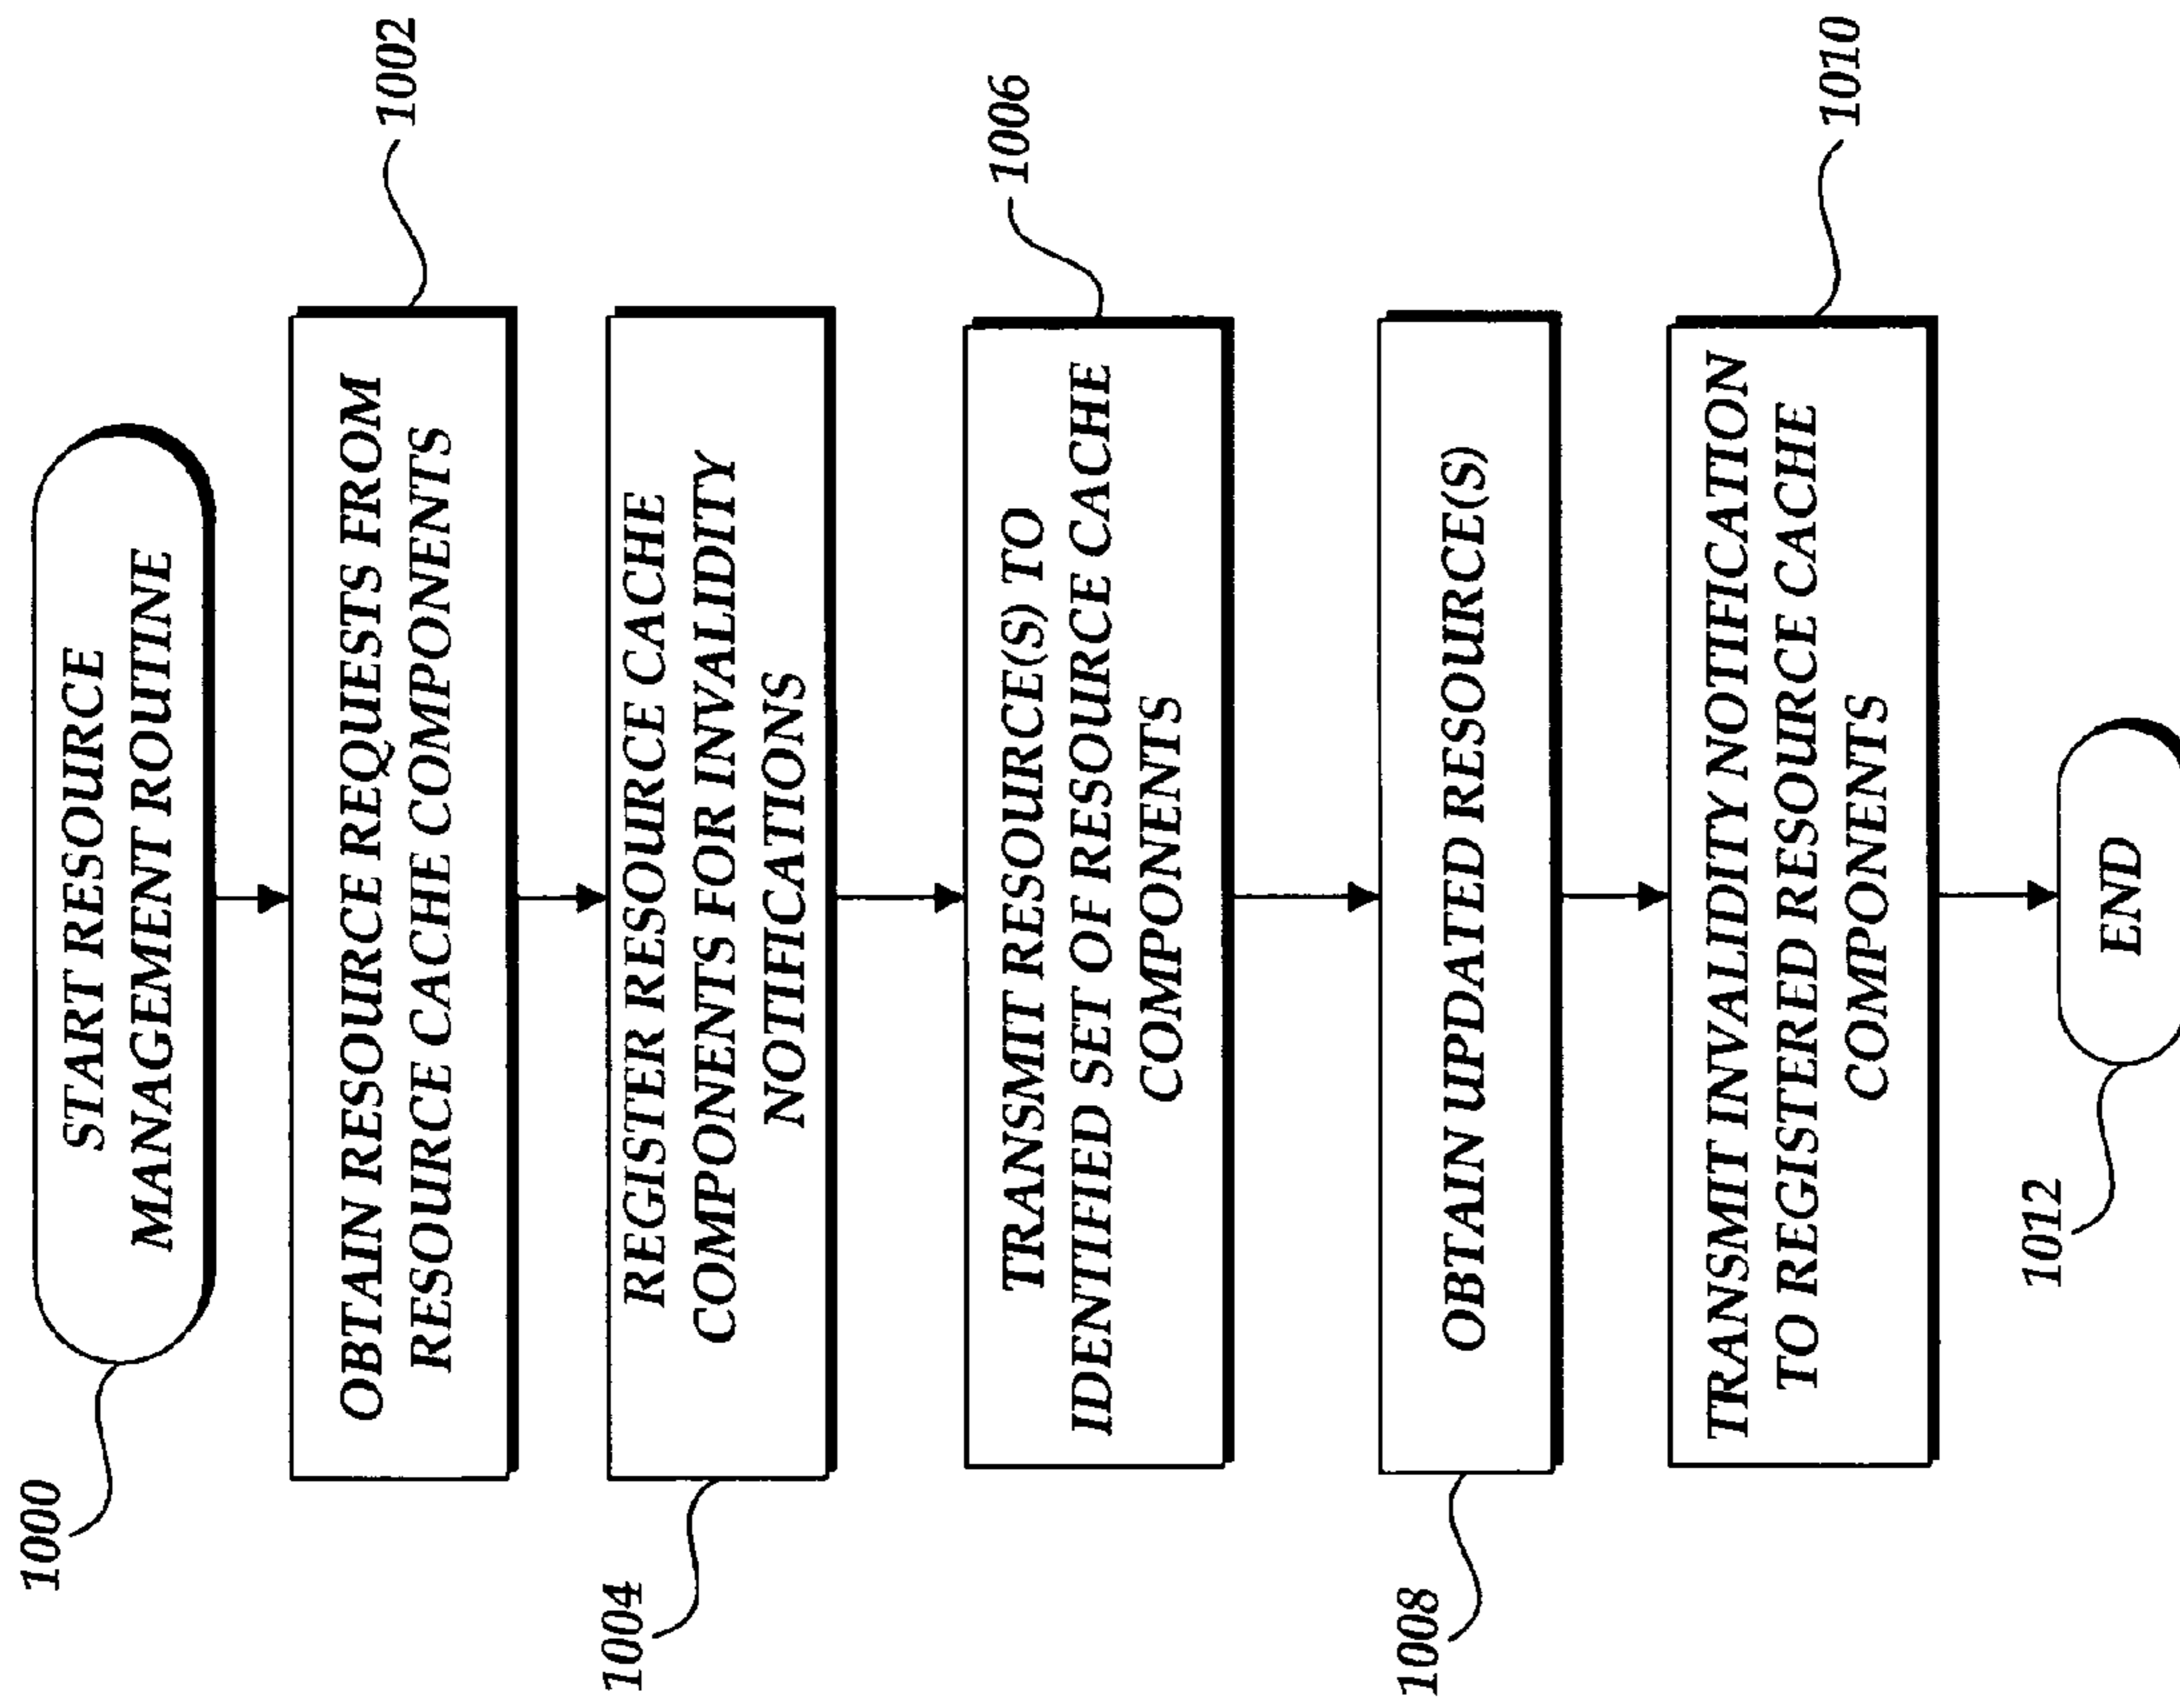 1000
START RESOURCE
MANAGEMENT ROUTINE
1002
OBTAIN RESOURCE REQUESTS FROM
RESOURCE CACHE COMPONENTS
1004
REGISTER RESOURCE CACHE
COMPONENTS FOR INVALIDITY
NOTIFICATIONS
1006
TRANSMIT RESOURCE(S) TO
IDENTIFIED SET OF RESOURCE CACHE
COMPONENTS
1008
OBTAIN UPDATED RESOURCE(S)
1010
TRANSMIT INVALIDITY NOTIFICATION
TO REGISTERED RESOURCE CACHE
COMPONENTS
1012
END